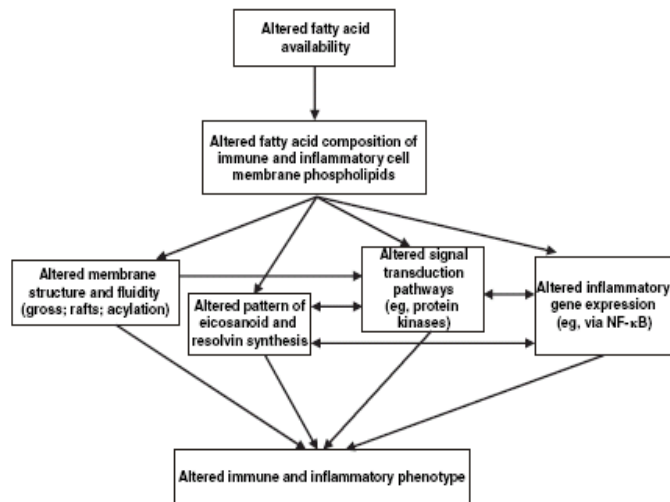 Altered fatty acid
availability
Altered fatty acid composition of
immune and inflammatory cell
membrane phospholipids
Altered membrane
structure and fluidity
(gross; rafts; acylation)
Altered pattern of
eicosanoid and
resolvin synthesis
Altered signal
transduction
pathways
(eg, protein
kinases)
Altered inflammatory
gene expression
(eg, via NF-κB)
Altered immune and inflammatory phenotype